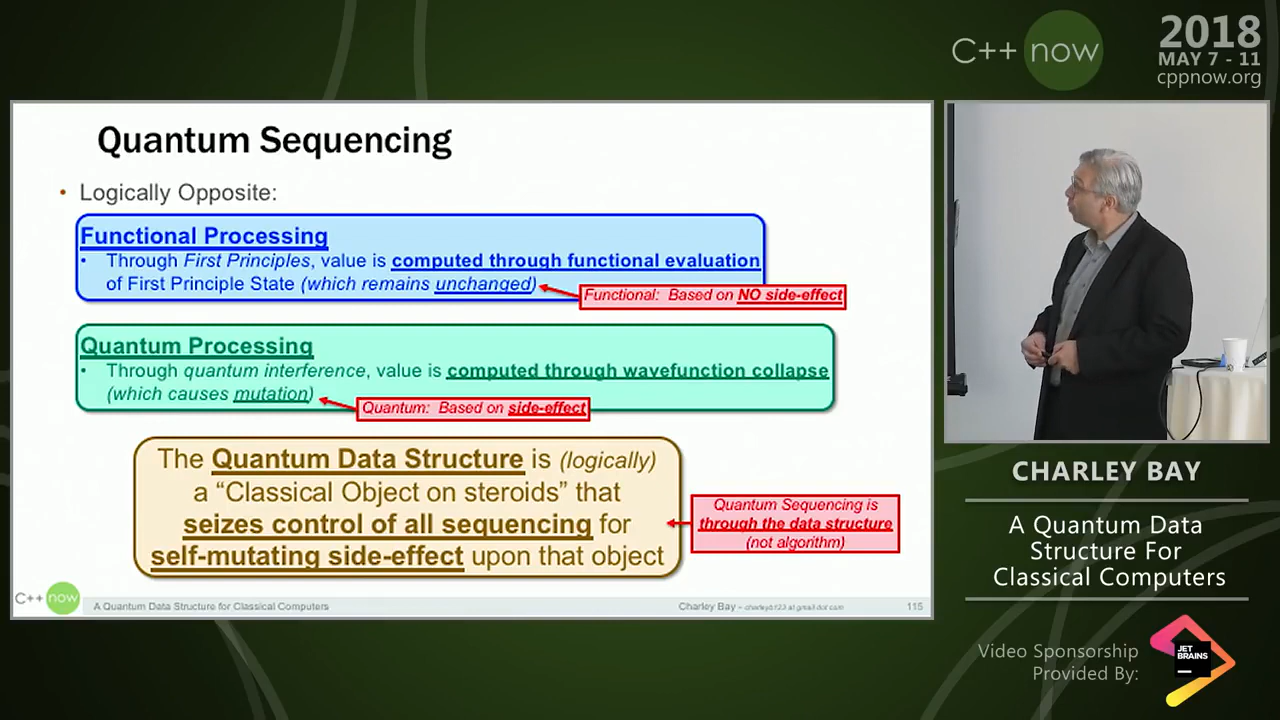 C++ now
2018
MAY 7 - 11
cppnow.org
Quantum Sequencing
• Logically Opposite:
Functional Processing
• Through First Principles, value is computed through functional evaluation
of First Principle State (which remains unchanged)
Functional: Based on NO side-effect
Quantum Processing
• Through quantum interference, value is computed through wavefunction collapse
(which causes mutation)
Quantum: Based on side-effect
The Quantum Data Structure is (logically)
a “Classical Object on steroids” that
seizes control of all sequencing for
self-mutating side-effect upon that object
Quantum Sequencing is
through the data structure
(not algorithm)
C++ now
A Quantum Data Structure for Classical Computers
Charley Bay – charleyb123 at gmail dot com
115
CHARLEY BAY
A Quantum Data
Structure For
Classical Computers
Video Sponsorship
Provided By:
JET
BRAINS